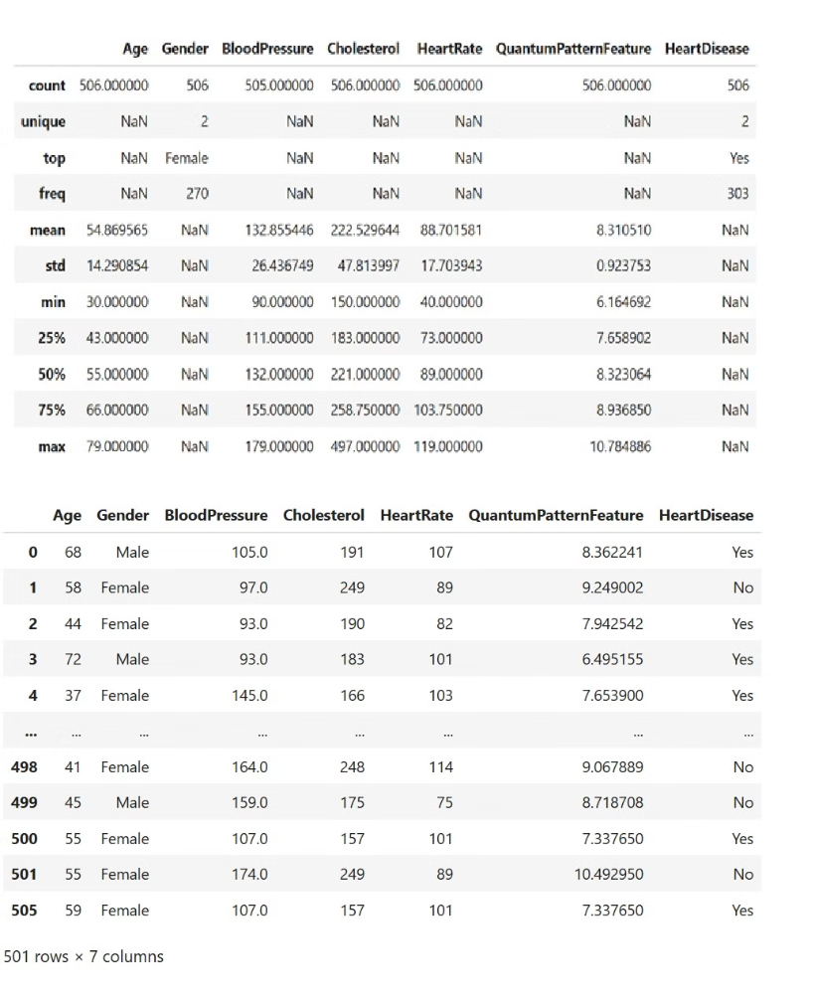 Age Gender BloodPressure Cholesterol HeartRate QuantumPatternFeature HeartDisease
count 506.000000 506 505.000000 506.000000 506.000000 506.000000 506
unique NaN 2 NaN NaN NaN NaN 2
top NaN Female NaN NaN NaN NaN Yes
freq NaN 270 NaN NaN NaN NaN 303
mean 54.869565 NaN 132.855446 222.529644 88.701581 8.310510 NaN
std 14.290854 NaN 26.436749 47.813997 17.703943 0.923753 NaN
min 30.000000 NaN 90.000000 150.000000 40.000000 6.164692 NaN
25% 43.000000 NaN 111.000000 183.000000 73.000000 7.658902 NaN
50% 55.000000 NaN 132.000000 221.000000 89.000000 8.323064 NaN
75% 66.000000 NaN 155.000000 258.750000 103.750000 8.936850 NaN
max 79.000000 NaN 179.000000 497.000000 119.000000 10.784886 NaN
Age Gender BloodPressure Cholesterol HeartRate QuantumPatternFeature HeartDisease
0 68 Male 105.0 191 107 8.362241 Yes
1 58 Female 97.0 249 89 9.249002 No
2 44 Female 93.0 190 82 7.942542 Yes
3 72 Male 93.0 183 101 6.495155 Yes
4 37 Female 145.0 166 103 7.653900 Yes
... ... ... ... ... ... ... ...
498 41 Female 164.0 248 114 9.067889 No
499 45 Male 159.0 175 75 8.718708 No
500 55 Female 107.0 157 101 7.337650 Yes
501 55 Female 174.0 249 89 10.492950 No
505 59 Female 107.0 157 101 7.337650 Yes
501 rows × 7 columns